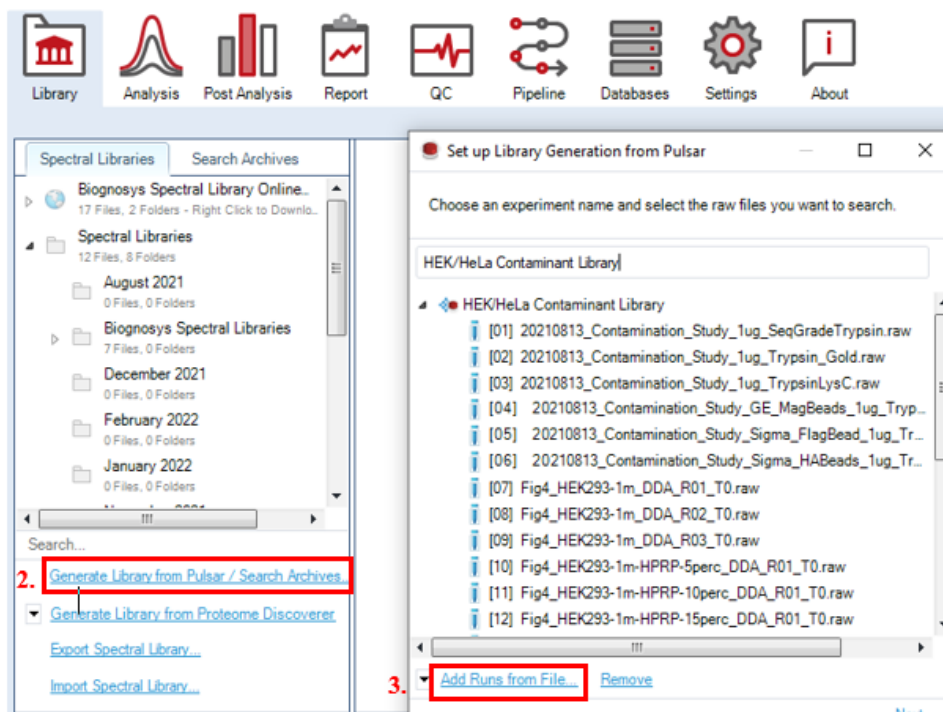 Library Analysis Post Analysis Report QC Pipeline Databases Settings About
Spectral Libraries Search Archives
Biognosys Spectral Library Online..
17 Files, 2 Folders - Right Click to Downlo..
Spectral Libraries
12 Files, 8 Folders
August 2021
0 Files, 0 Folders
Biognosys Spectral Libraries
7 Files, 0 Folders
December 2021
0 Files, 0 Folders
February 2022
0 Files, 0 Folders
January 2022
0 Files, 0 Folders
Search...
2. Generate Library from Pulsar / Search Archives..
Generate Library from Proteome Discoverer
Export Spectral Library...
Import Spectral Library...
Set up Library Generation from Pulsar
Choose an experiment name and select the raw files you want to search.
HEK/HeLa Contaminant Library
HEK/HeLa Contaminant Library
[01] 20210813_Contamination_Study_1ug_SeqGradeTrypsin.raw
[02] 20210813_Contamination_Study_1ug_Trypsin_Gold.raw
[03] 20210813_Contamination_Study_1ug_TrypsinLysC.raw
[04] 20210813_Contamination_Study_GE_MagBeads_1ug_Tryp...
[05] 20210813_Contamination_Study_Sigma_FlagBead_1ug_Tr...
[06] 20210813_Contamination_Study_Sigma_HABeads_1ug_Tr...
[07] Fig4_HEK293-1m_DDA_R01_T0.raw
[08] Fig4_HEK293-1m_DDA_R02_T0.raw
[09] Fig4_HEK293-1m_DDA_R03_T0.raw
[10] Fig4_HEK293-1m-HPRP-5perc_DDA_R01_T0.raw
[11] Fig4_HEK293-1m-HPRP-10perc_DDA_R01_T0.raw
[12] Fig4_HEK293-1m-HPRP-15perc_DDA_R01_T0.raw
3. Add Runs from File... Remove